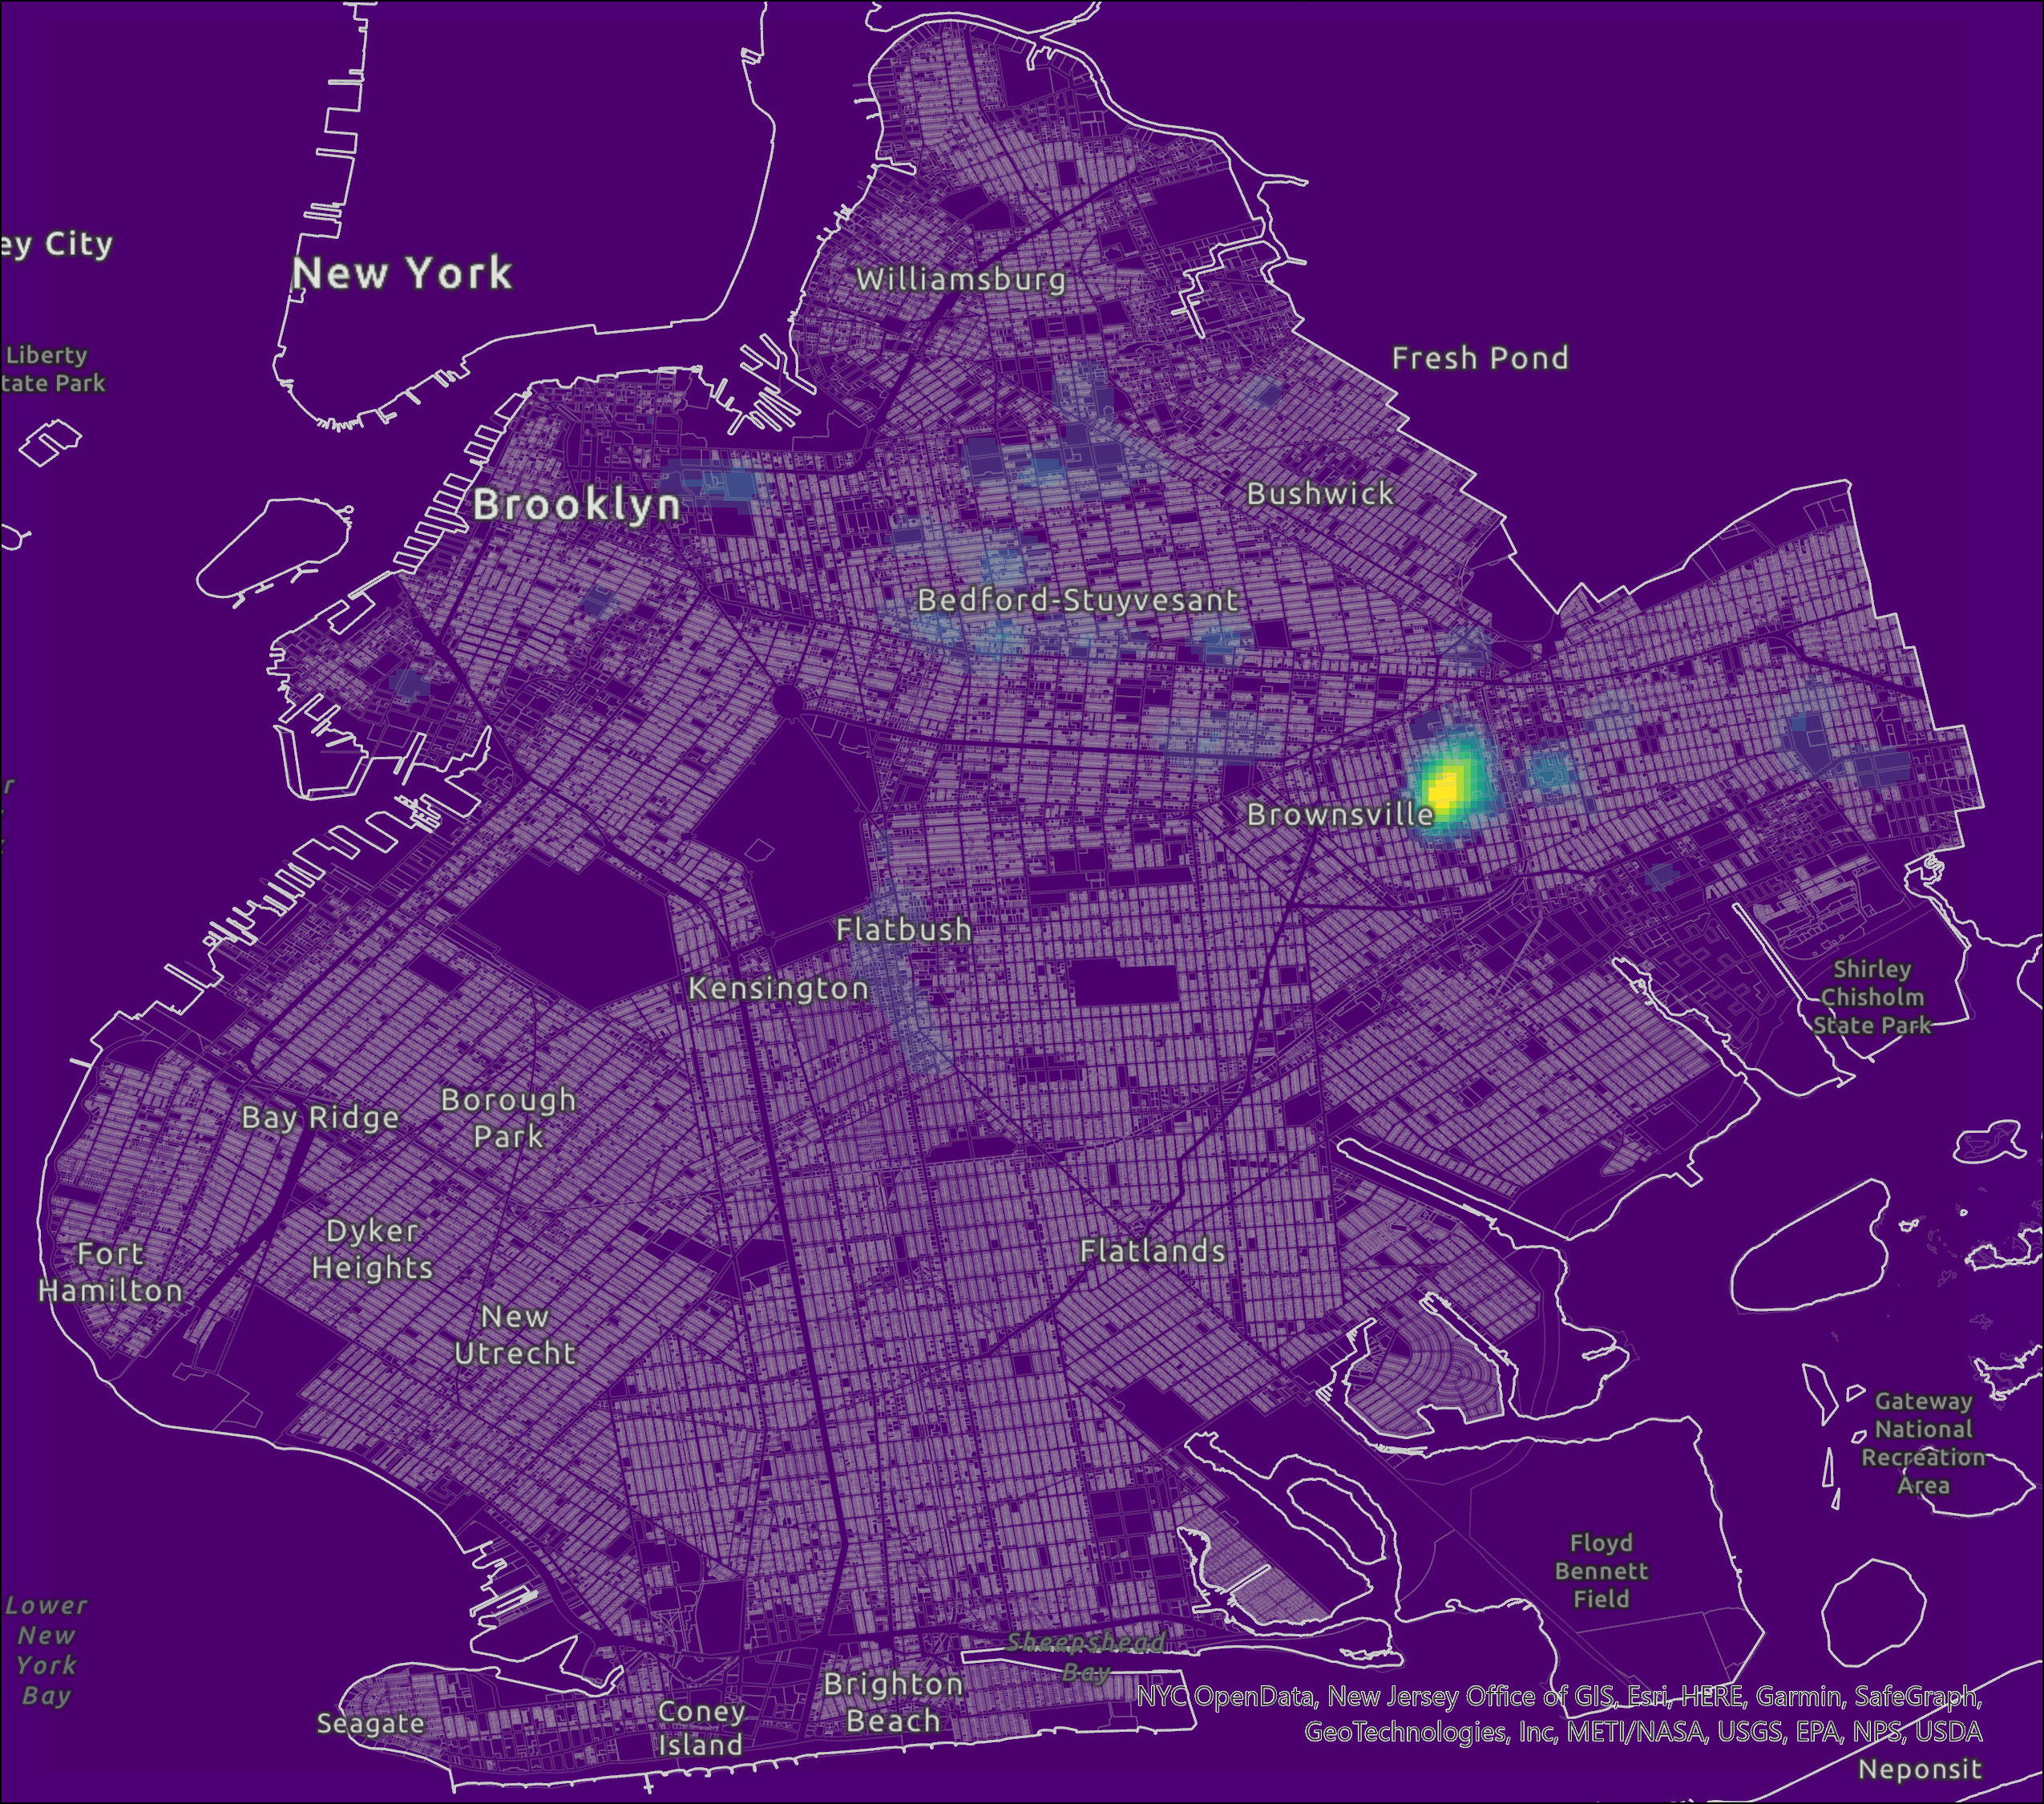 ey City
New York
Williamsburg
Liberty
tate Park
Fresh Pond
Brooklyn
Bushwick
Bedford-Stuyvesant
Brownsville
Flatbush
Kensington
Shirley
Chisholm
State Park
Bay Ridge
Borough
Park
Dyker
Heights
Fort
Hamilton
Flatlands
New
Utrecht
Gateway
National
Recreation
Area
Floyd
Bennett
Field
Lower
New
York
Bay
Sheepshead
Bay
Brighton
Beach
Coney
Island
Seagate
NYC OpenData, New Jersey Office of GIS, Esri, HERE, Garmin, SafeGraph,
GeoTechnologies, Inc, METI/NASA, USGS, EPA, NPS, USDA
Neponsit